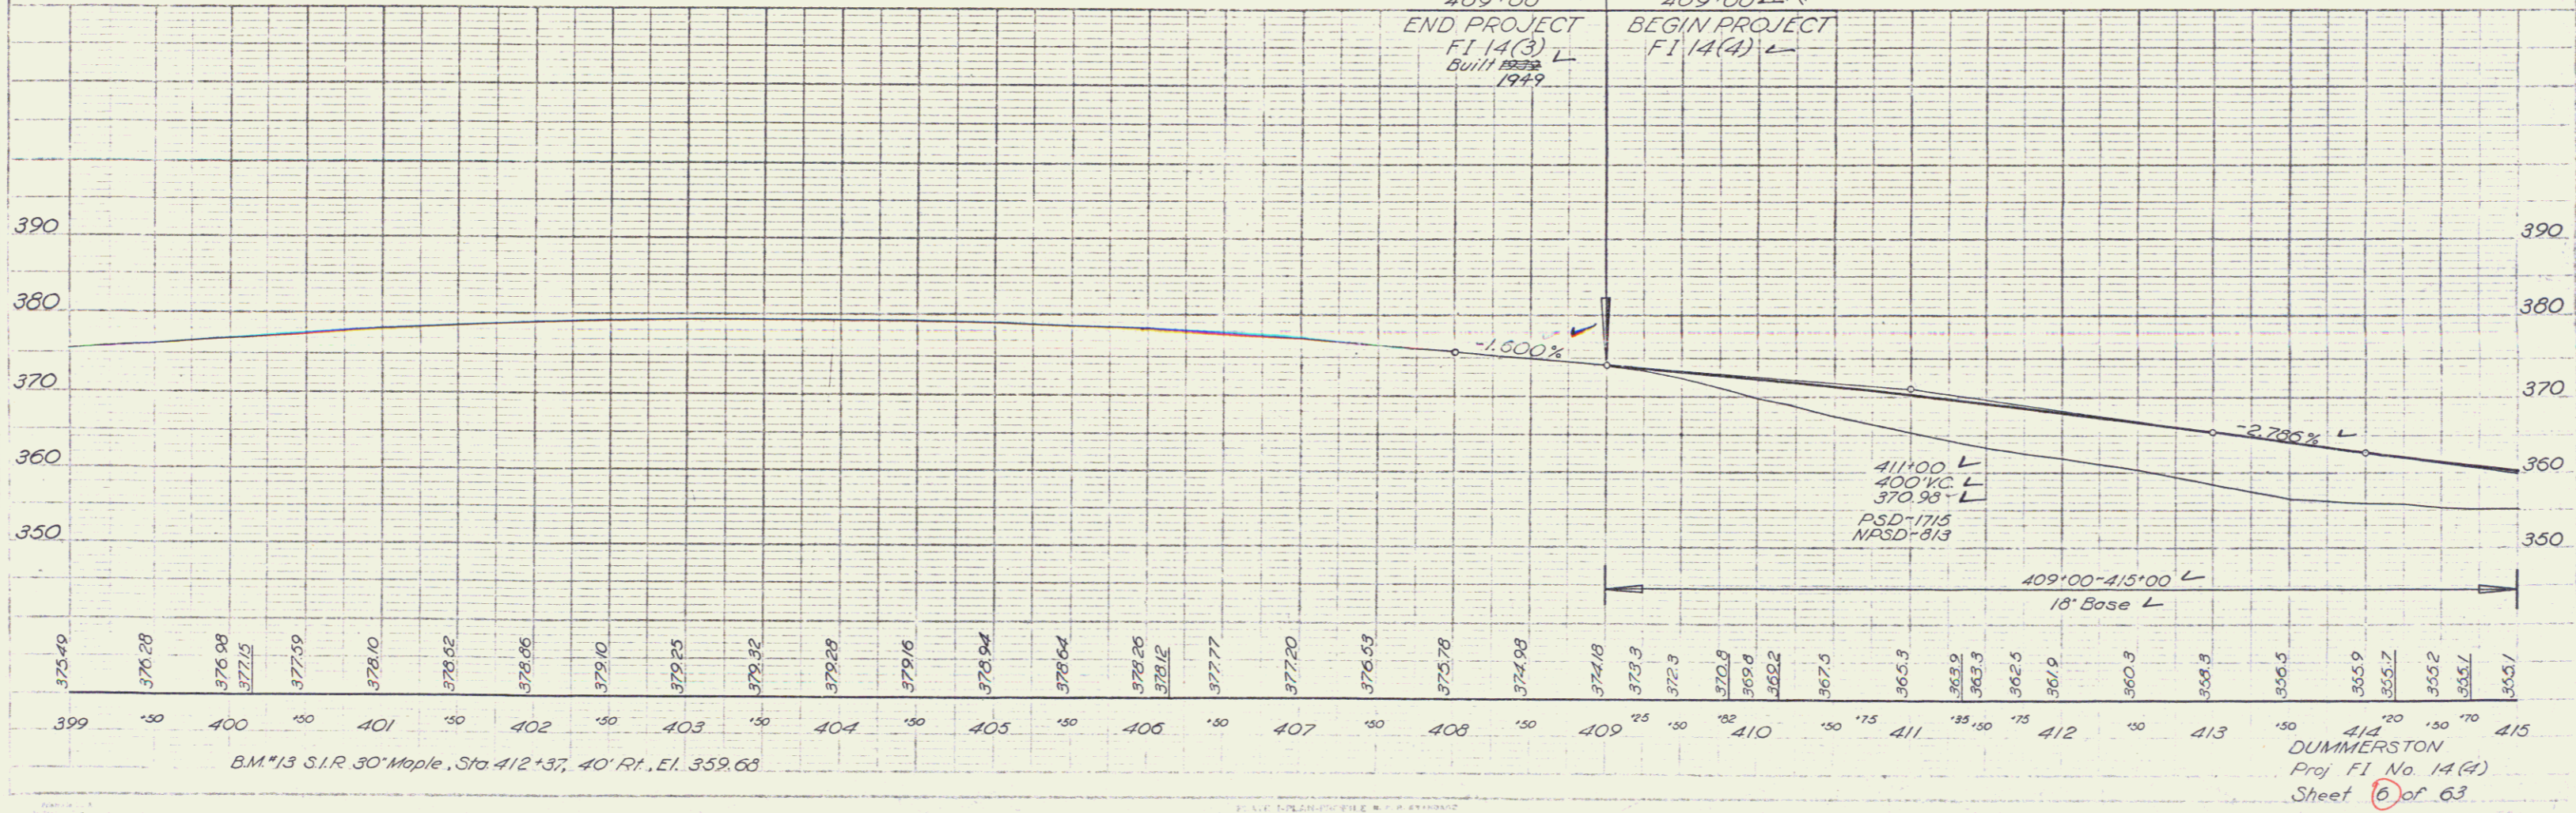 409+00 409+00
END PROJECT
FI 14(3)
Built 1939
1949
BEGIN PROJECT
FI 14(4)
390 390
380 380
370 370
360 360
350 350
-1.600%
-2.786%
411+00
400' V.C.
370.98
PSD-1715
NPSD-813
409+00-415+00
18" Base
375.49 376.28 376.98 377.15 377.59 378.10 378.62 378.86 379.10 379.25 379.32 379.28 379.16 378.94 378.64 378.26 378.12 377.77 377.20 376.53 375.78 374.98 374.18 373.3 372.3 370.8 369.8 369.2 367.5 365.3 363.9 363.3 362.5 361.9 360.3 358.3 356.5 355.9 355.7 355.2 355.1 355.1
399 +50 400 +50 401 +50 402 +50 403 +50 404 +50 405 +50 406 +50 407 +50 408 +50 409 +25 +50 +82 410 +50 +75 411 +35 +50 +75 412 +50 413 +50 414 +20 +50 +70 415
B.M.#13 S.I.R. 30" Maple, Sta. 412+37, 40' Rt., El. 359.68
DUMMERSTON
Proj FI No. 14(4)
Sheet 6 of 63